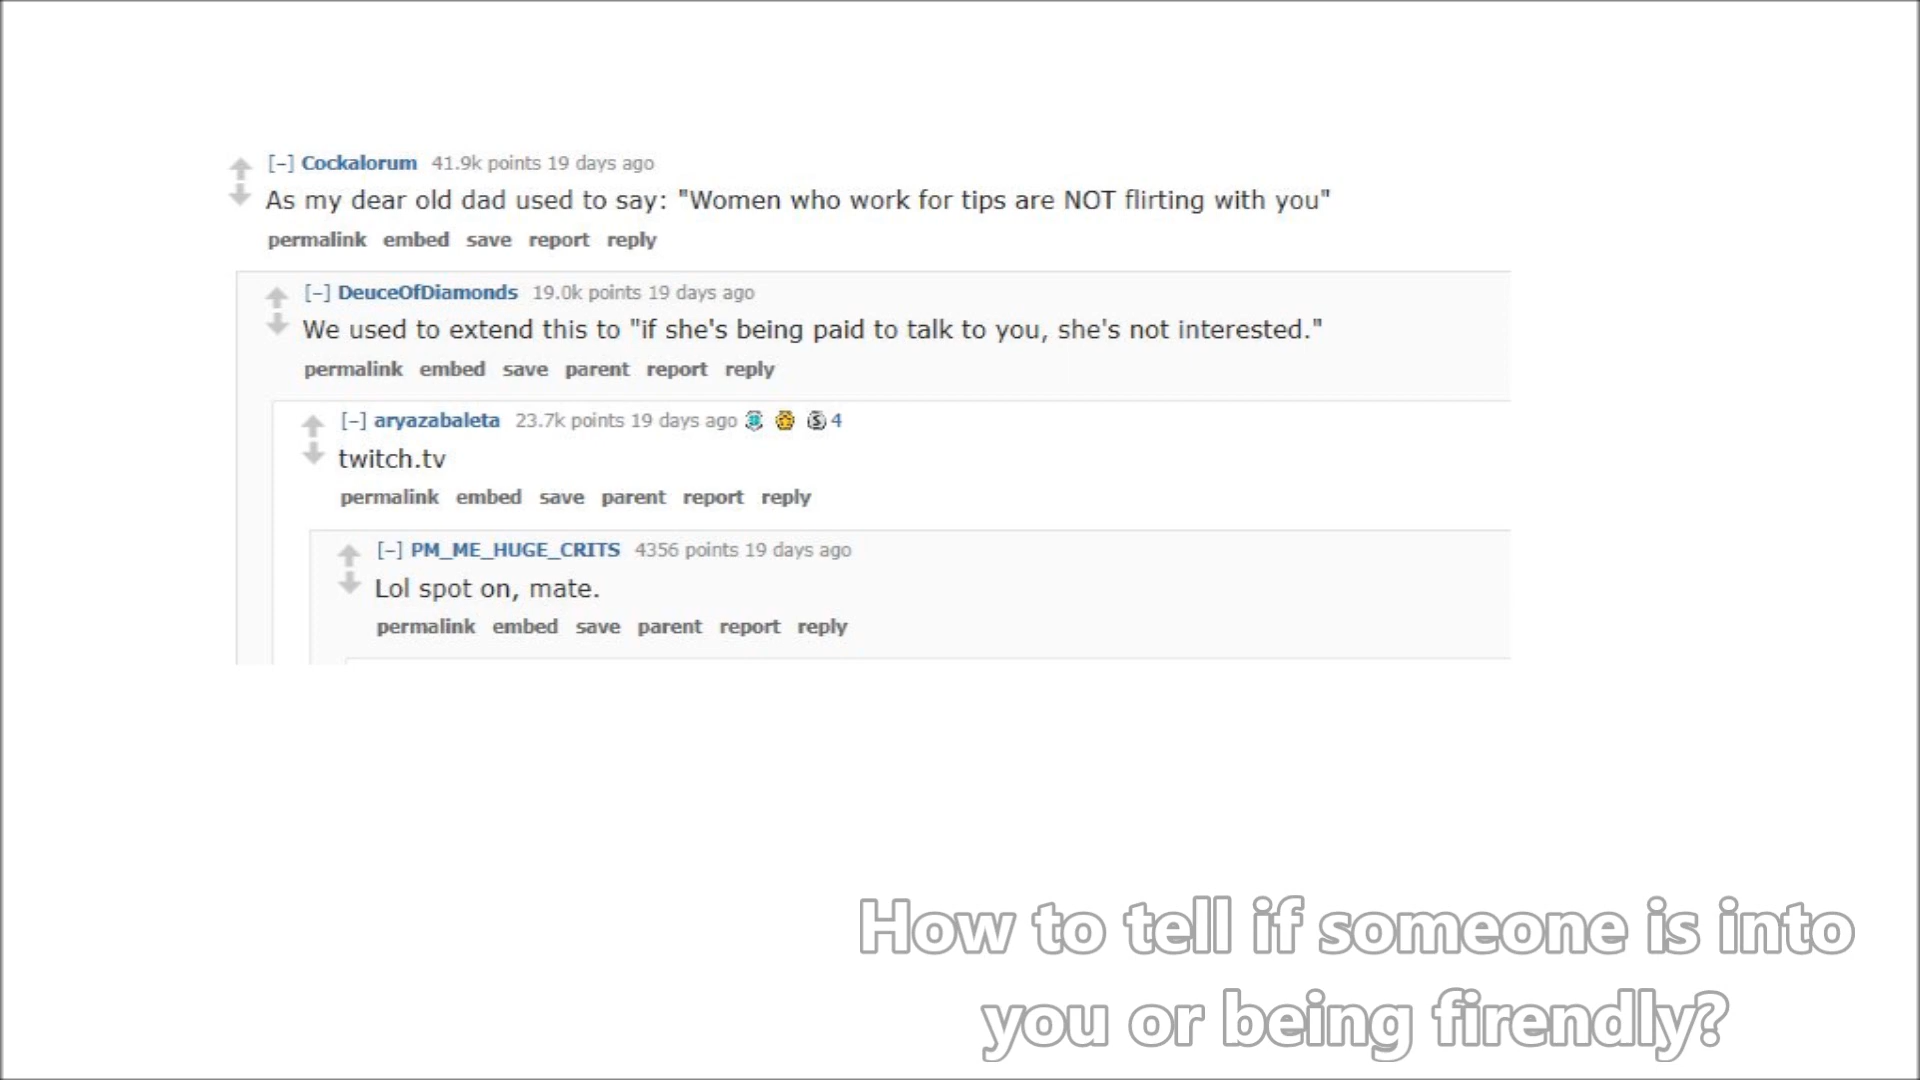 [-] Cockalorum 41.9k points 19 days ago
As my dear old dad used to say: "Women who work for tips are NOT flirting with you"
permalink embed save report reply
[-] DeuceOfDiamonds 19.0k points 19 days ago
We used to extend this to "if she's being paid to talk to you, she's not interested."
permalink embed save parent report reply
[-] aryazabaleta 23.7k points 19 days ago 4
twitch.tv
permalink embed save parent report reply
[-] PM_ME_HUGE_CRITS 4356 points 19 days ago
Lol spot on, mate.
permalink embed save parent report reply
How to tell if someone is into
you or being firendly?